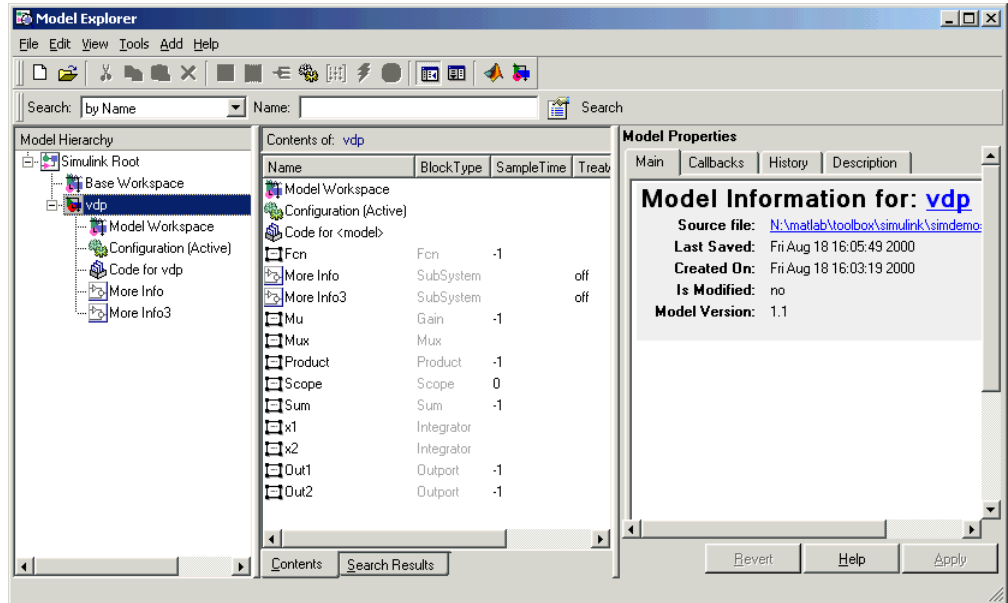 Model Explorer
File Edit View Tools Add Help
Search: by Name Name: Search
Model Hierarchy
Simulink Root
Base Workspace
vdp
Model Workspace
Configuration (Active)
Code for vdp
More Info
More Info3
Contents of: vdp
Name BlockType SampleTime Treat
Model Workspace
Configuration (Active)
Code for <model>
Fcn Fcn -1
More Info SubSystem off
More Info3 SubSystem off
Mu Gain -1
Mux Mux
Product Product -1
Scope Scope 0
Sum Sum -1
x1 Integrator
x2 Integrator
Out1 Outport -1
Out2 Outport -1
Contents Search Results
Model Properties
Main Callbacks History Description
Model Information for: vdp
Source file: N:\matlab\toolbox\simulink\simdemo
Last Saved: Fri Aug 18 16:05:49 2000
Created On: Fri Aug 18 16:03:19 2000
Is Modified: no
Model Version: 1.1
Revert Help Apply